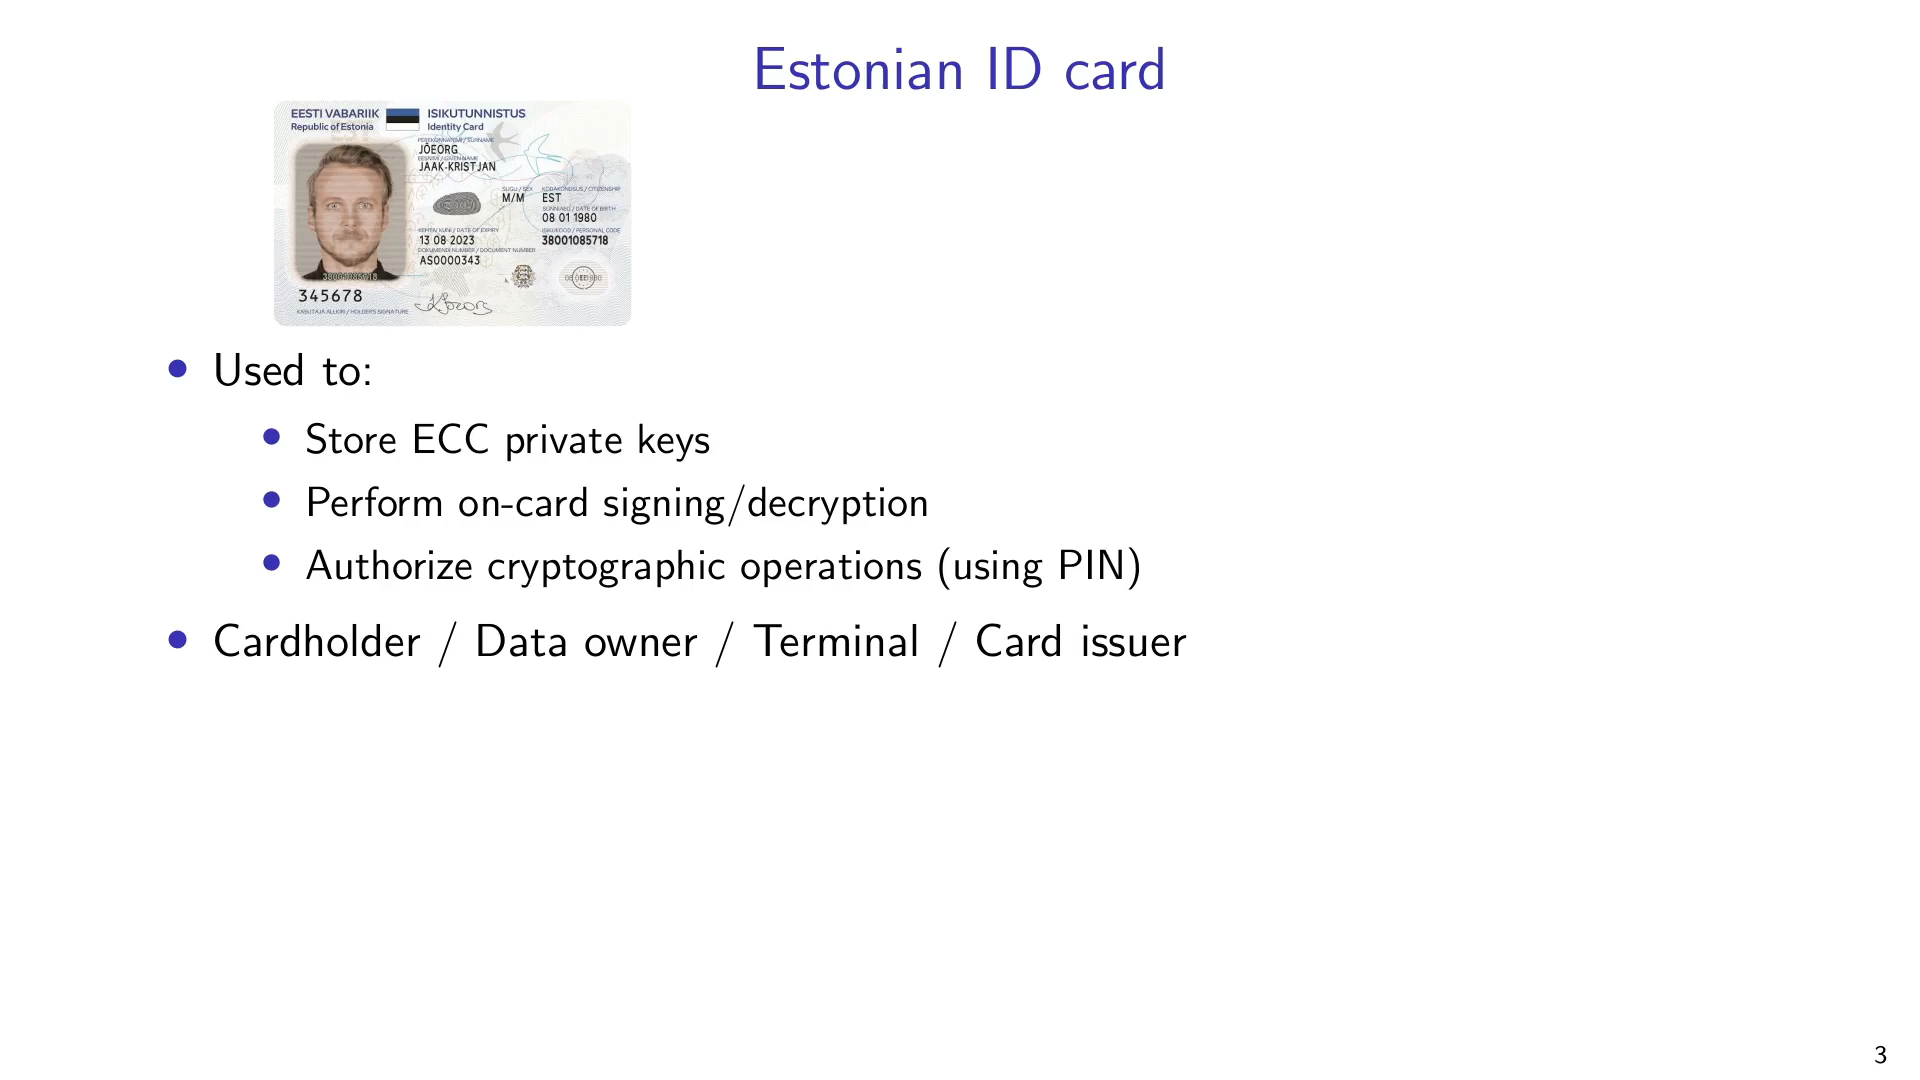 Estonian ID card
EESTI VABARIIK
ISIKUTUNNISTUS
Republic of Estonia
Identity Card
PEREKONNANIMI / SURNAME
JÕEORG
EESNIMI / GIVEN NAME
JAAK-KRISTJAN
SUGU / SEX
KODAKONDSUS / CITIZENSHIP
M/M
EST
SÜNNIAEG / DATE OF BIRTH
08 01 1980
KEHTIV KUNI / DATE OF EXPIRY
ISIKUKOOD / PERSONAL CODE
13 08 2023
38001085718
DOKUMENDI NUMBER / DOCUMENT NUMBER
AS0000343
38001085718
345678
KASUTAJA ALLKIRI / HOLDER'S SIGNATURE
• Used to:
• Store ECC private keys
• Perform on-card signing/decryption
• Authorize cryptographic operations (using PIN)
• Cardholder / Data owner / Terminal / Card issuer
3